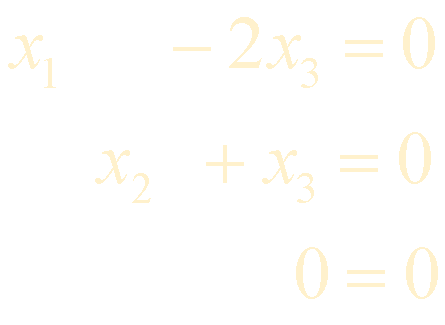 x₁ − 2x₃ = 0
x₂ + x₃ = 0
0 = 0